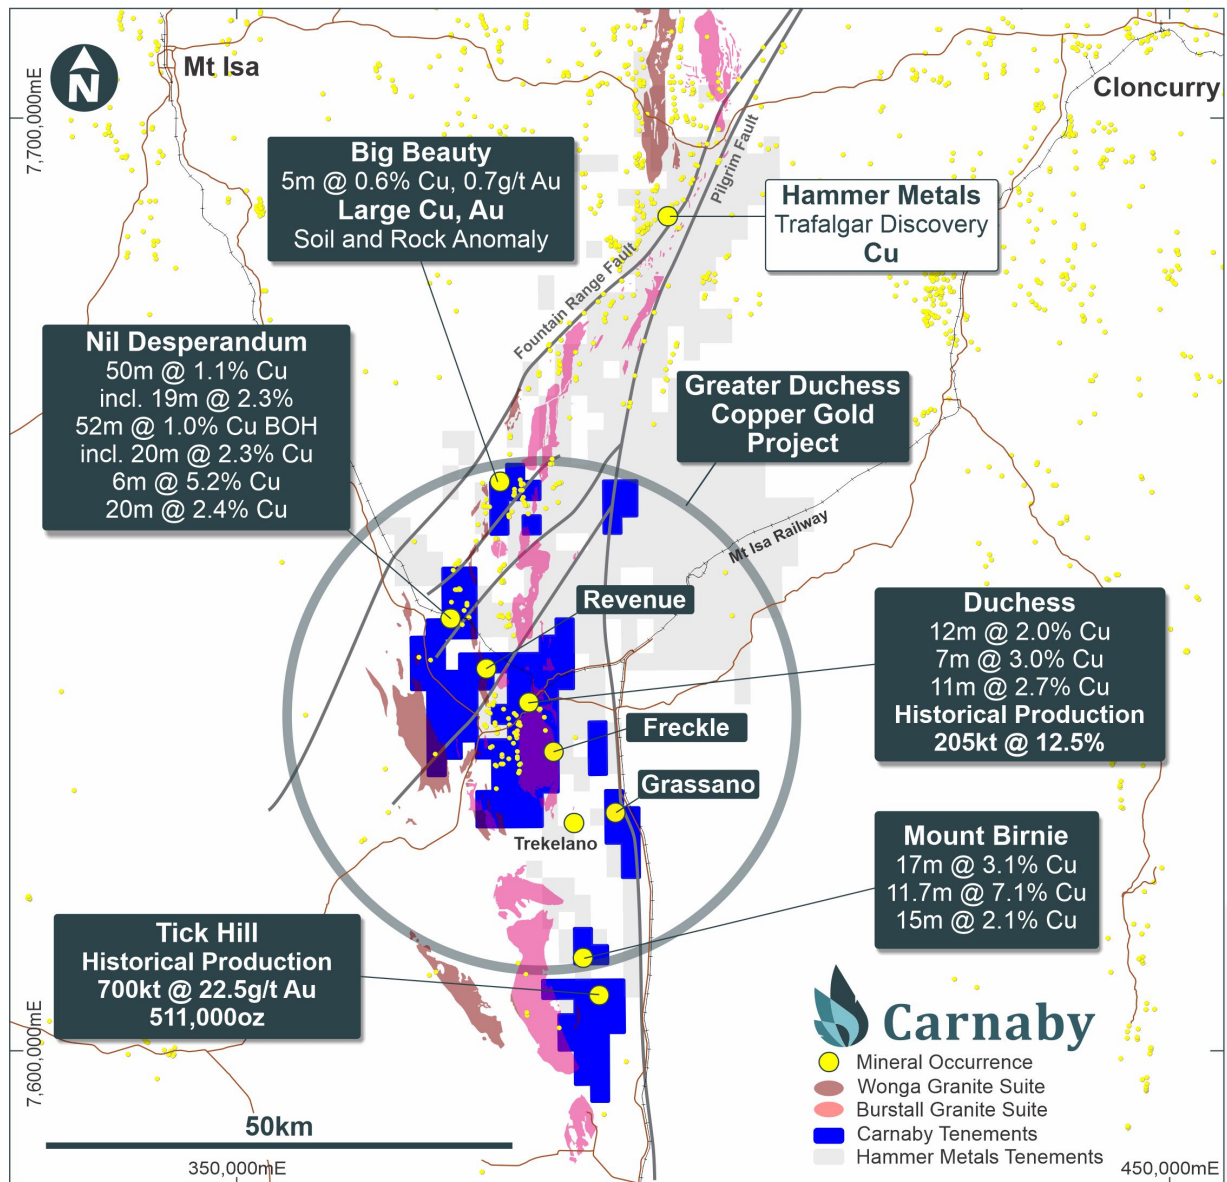 N
Mt Isa
Cloncurry
7,700,000mE
Big Beauty
5m @ 0.6% Cu, 0.7g/t Au
Large Cu, Au
Soil and Rock Anomaly
Pilgrim Fault
Hammer Metals
Trafalgar Discovery
Cu
Fountain Range Fault
Nil Desperandum
50m @ 1.1% Cu
incl. 19m @ 2.3%
52m @ 1.0% Cu BOH
incl. 20m @ 2.3% Cu
6m @ 5.2% Cu
20m @ 2.4% Cu
Greater Duchess
Copper Gold
Project
Mt Isa Railway
Revenue
Duchess
12m @ 2.0% Cu
7m @ 3.0% Cu
11m @ 2.7% Cu
Historical Production
205kt @ 12.5%
Freckle
Grassano
Trekelano
Mount Birnie
17m @ 3.1% Cu
11.7m @ 7.1% Cu
15m @ 2.1% Cu
Tick Hill
Historical Production
700kt @ 22.5g/t Au
511,000oz
7,600,000mE
Carnaby
Mineral Occurrence
Wonga Granite Suite
Burstall Granite Suite
Carnaby Tenements
Hammer Metals Tenements
50km
350,000mE
450,000mE